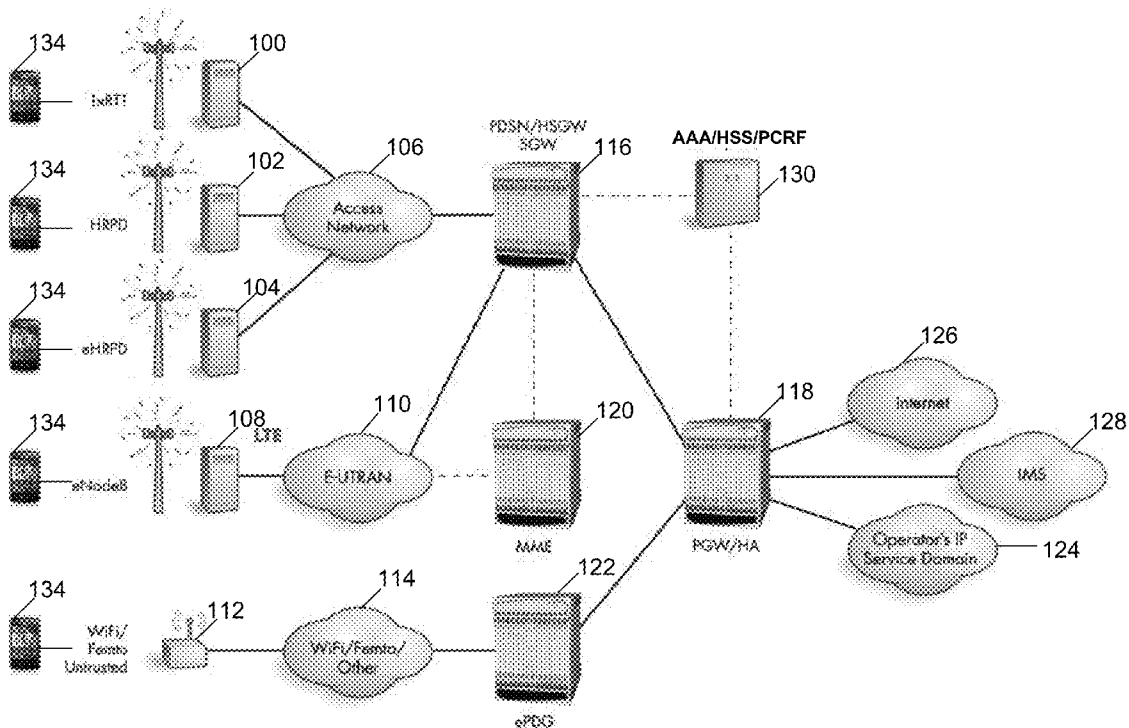 134
100
1xRTT
PDSN/HSGW
SGW
AAA/HSS/PCRF
134
102
106
116
130
HRPD
Access
Network
134
104
eHRPD
126
Internet
134
108
LTE
110
120
118
128
eNodeB
E-UTRAN
IMS
MME
PGW/HA
Operator's IP
Service Domain
124
134
112
114
122
WiFi/
Femto
Untrusted
WiFi/Femto/
Other
ePDG